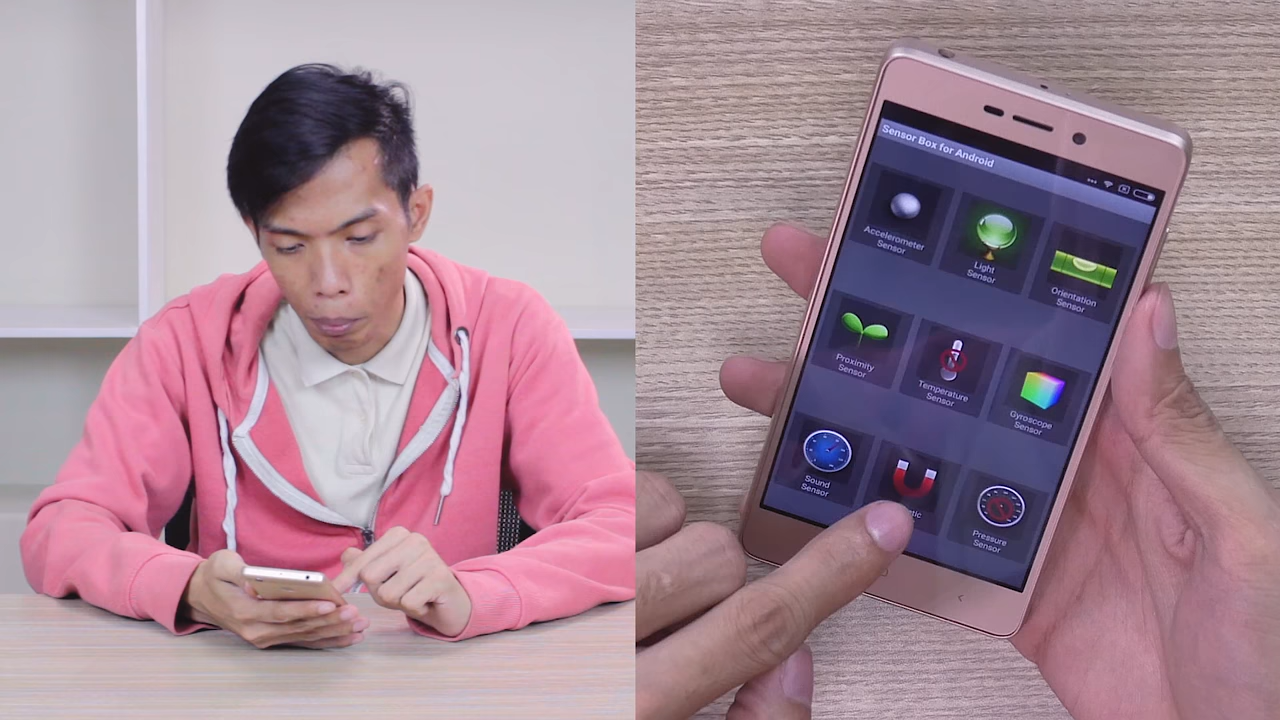 Sensor Box for Android
Accelerometer
Sensor
Light
Sensor
Orientation
Sensor
Proximity
Sensor
Temperature
Sensor
Gyroscope
Sensor
Sound
Sensor
Pressure
Sensor